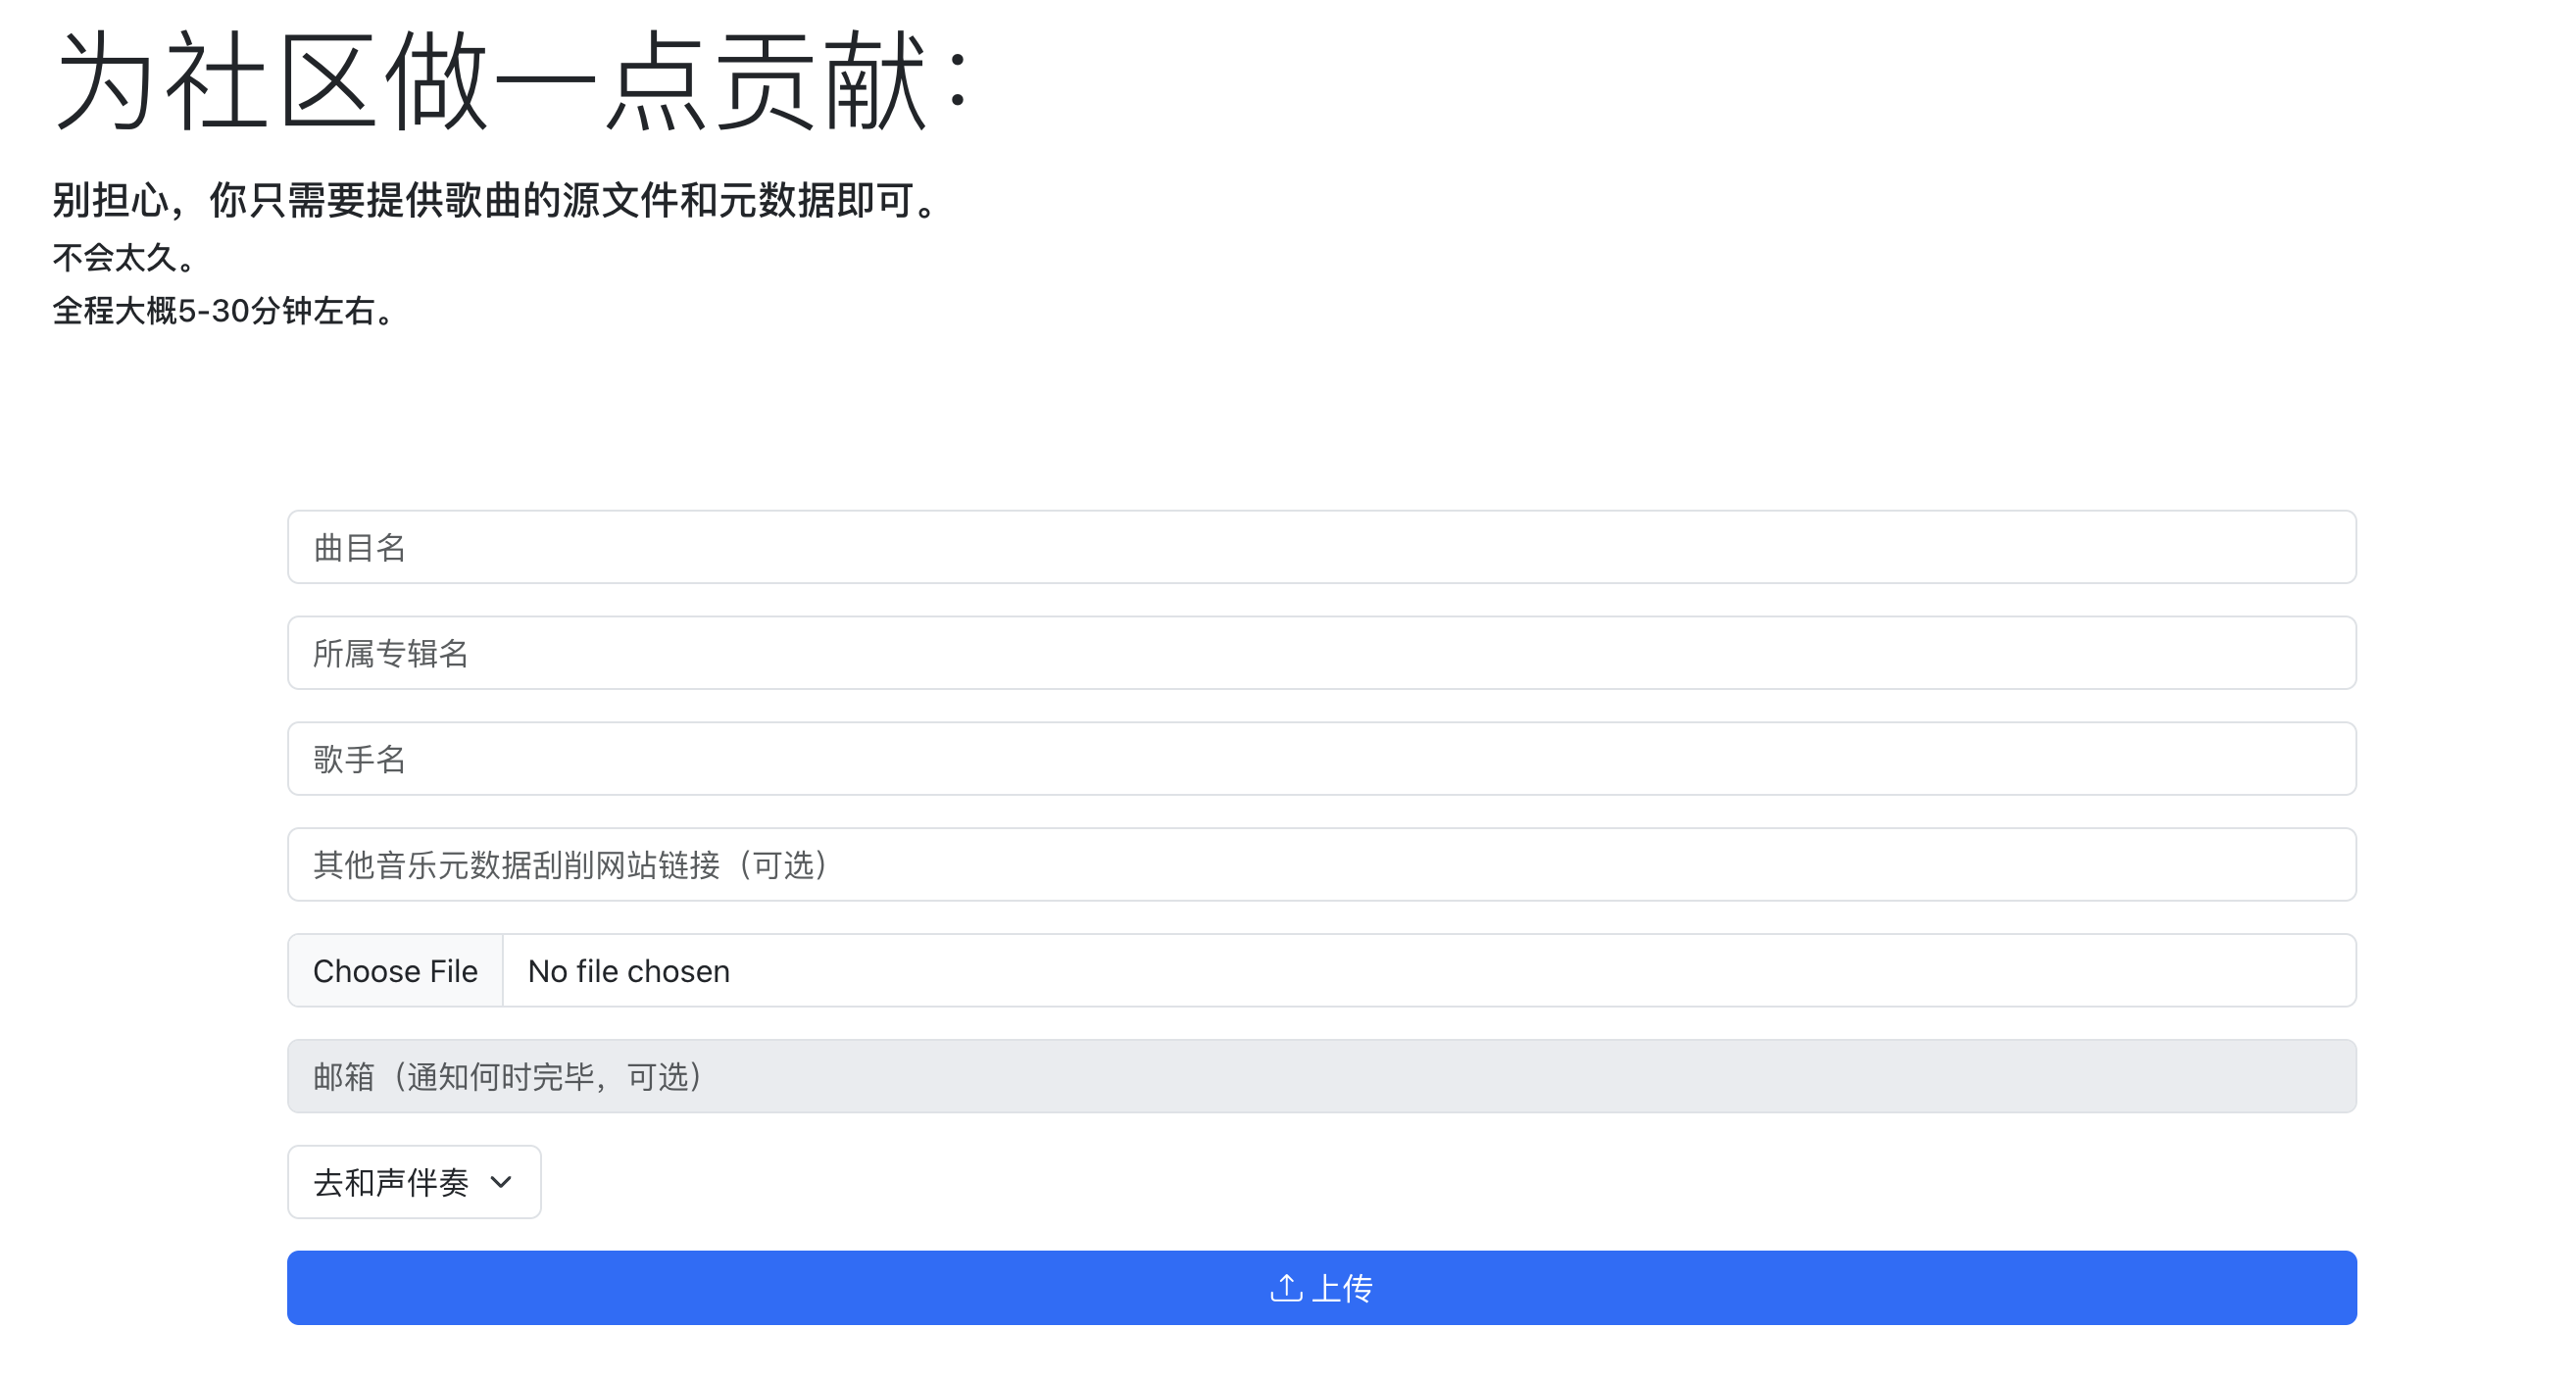 为社区做一点贡献：
别担心，你只需要提供歌曲的源文件和元数据即可。
不会太久。
全程大概5-30分钟左右。
曲目名
所属专辑名
歌手名
其他音乐元数据刮削网站链接（可选）
Choose File No file chosen
邮箱（通知何时完毕，可选）
去和声伴奏
上传